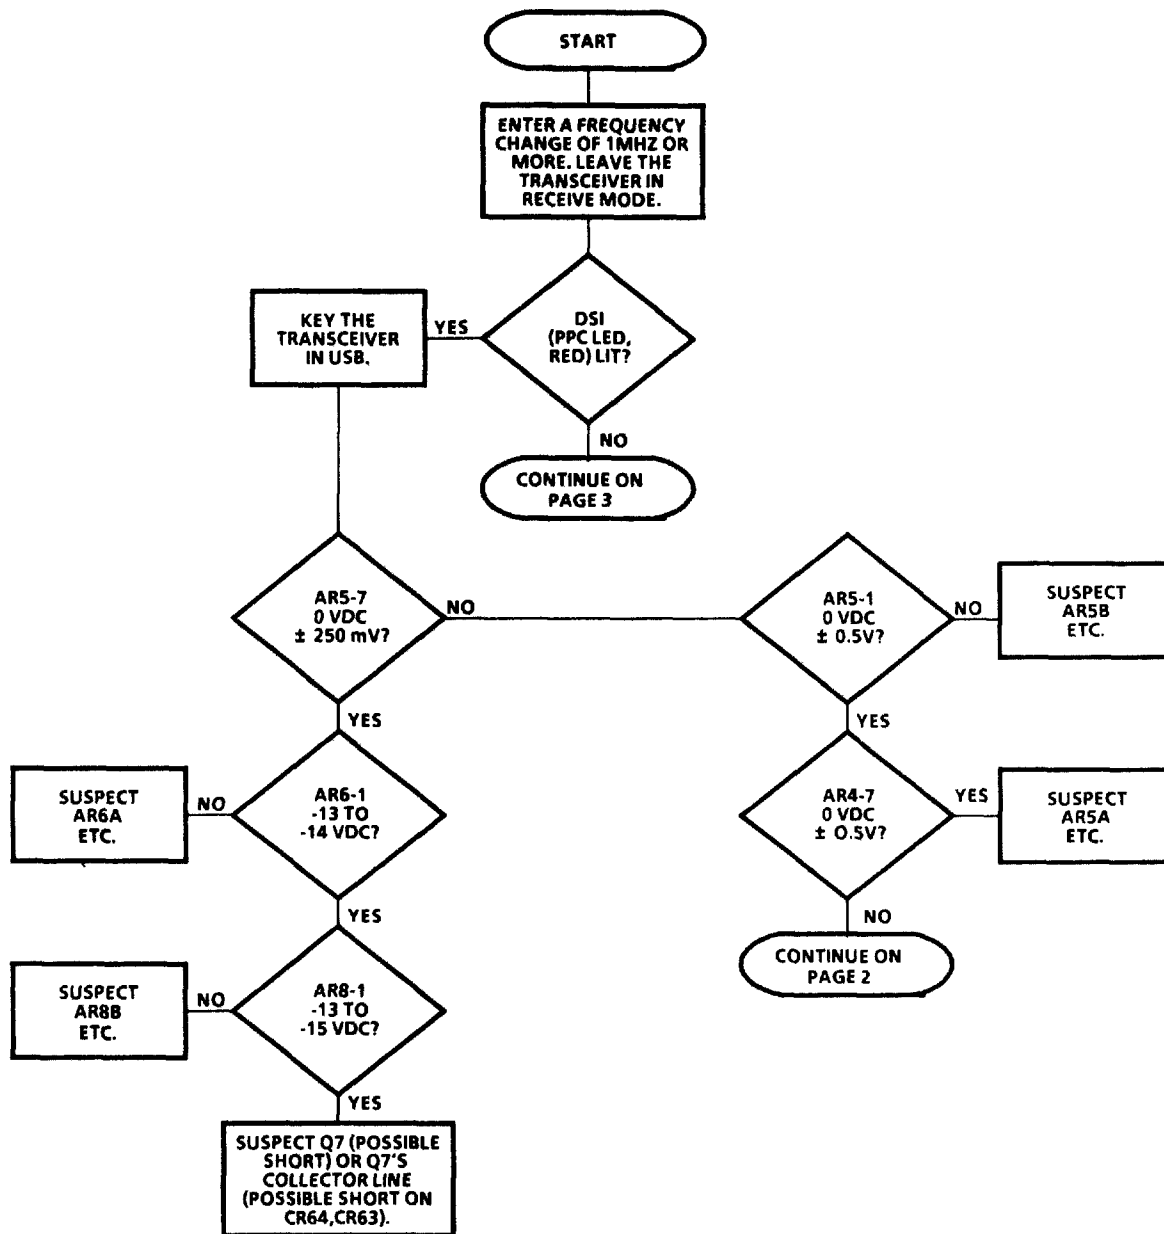 START
ENTER A FREQUENCY
CHANGE OF 1MHZ OR
MORE. LEAVE THE
TRANSCEIVER IN
RECEIVE MODE.
KEY THE
TRANSCEIVER
IN USB.
YES
DSI
(PPC LED,
RED) LIT?
NO
CONTINUE ON
PAGE 3
AR5-7
0 VDC
± 250 mV?
NO
AR5-1
0 VDC
± 0.5V?
NO
SUSPECT
AR5B
ETC.
YES
YES
SUSPECT
AR6A
ETC.
NO
AR6-1
-13 TO
-14 VDC?
AR4-7
0 VDC
± 0.5V?
YES
SUSPECT
AR5A
ETC.
YES
NO
CONTINUE ON
PAGE 2
SUSPECT
AR8B
ETC.
NO
AR8-1
-13 TO
-15 VDC?
YES
SUSPECT Q7 (POSSIBLE
SHORT) OR Q7'S
COLLECTOR LINE
(POSSIBLE SHORT ON
CR64,CR63).